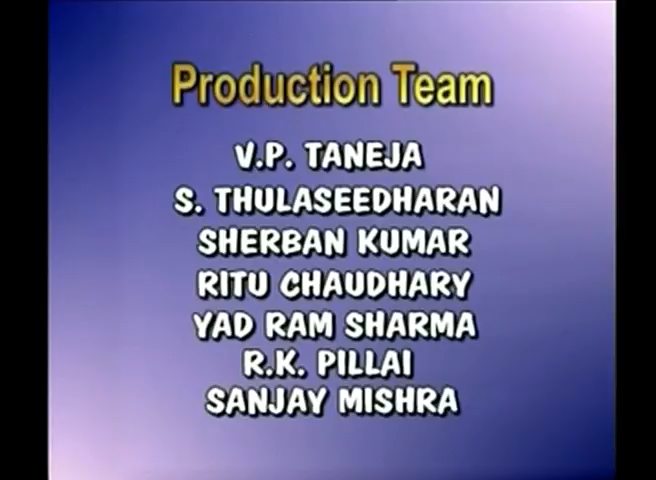 Production Team
V.P. TANEJA
S. THULASEEDHARAN
SHERBAN KUMAR
RITU CHAUDHARY
YAD RAM SHARMA
R.K. PILLAI
SANJAY MISHRA